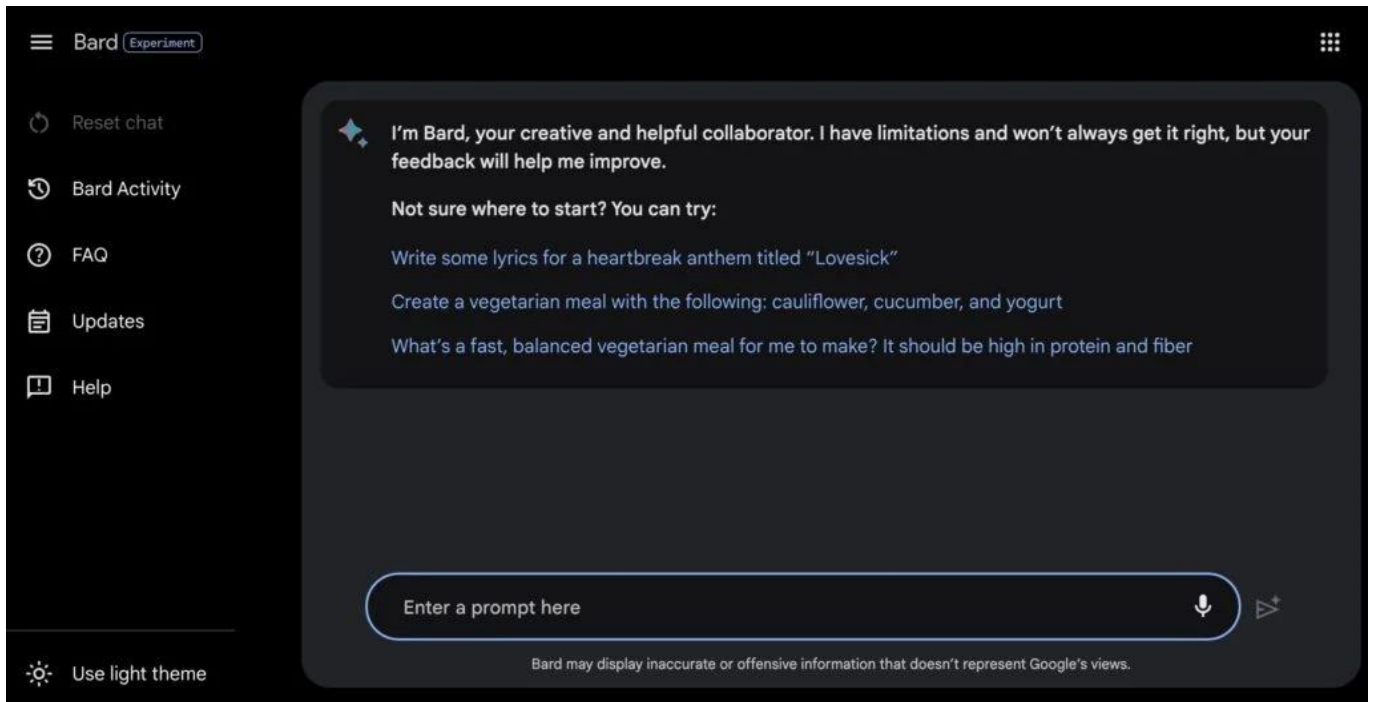 Bard Experiment
Reset chat
Bard Activity
FAQ
Updates
Help
Use light theme
I’m Bard, your creative and helpful collaborator. I have limitations and won’t always get it right, but your
feedback will help me improve.
Not sure where to start? You can try:
Write some lyrics for a heartbreak anthem titled “Lovesick”
Create a vegetarian meal with the following: cauliflower, cucumber, and yogurt
What’s a fast, balanced vegetarian meal for me to make? It should be high in protein and fiber
Enter a prompt here
Bard may display inaccurate or offensive information that doesn’t represent Google’s views.